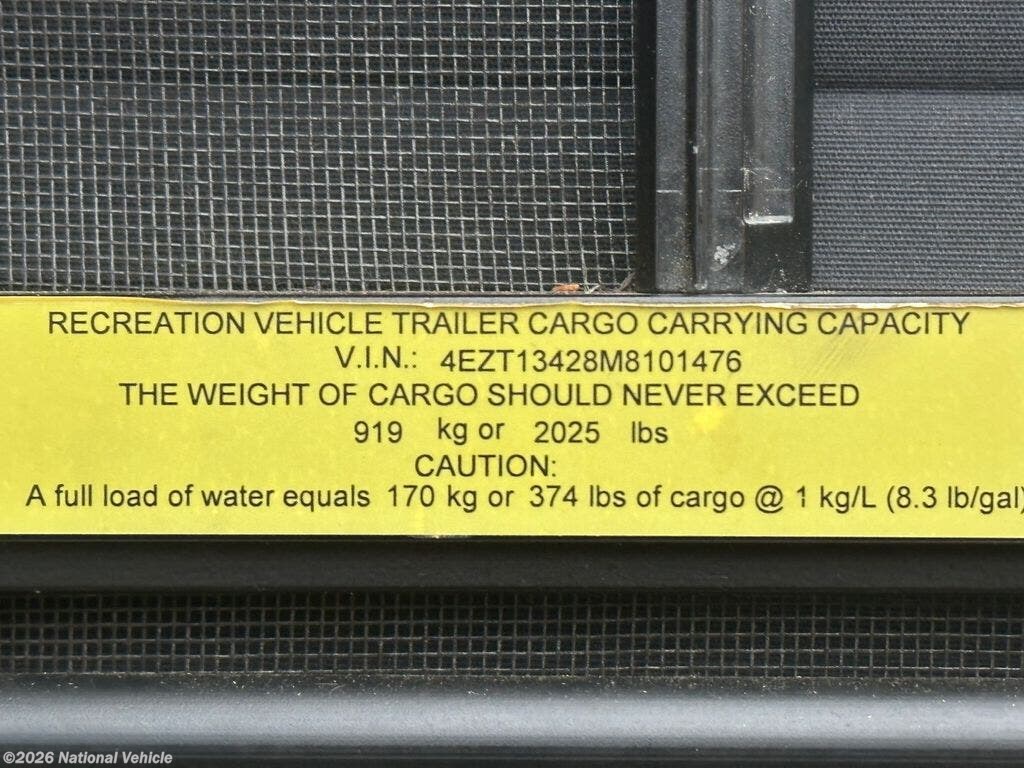 RECREATION VEHICLE TRAILER CARGO CARRYING CAPACITY
V.I.N.: 4EZT13428M8101476
THE WEIGHT OF CARGO SHOULD NEVER EXCEED
919 kg or 2025 lbs
CAUTION:
A full load of water equals 170 kg or 374 lbs of cargo @ 1 kg/L (8.3 lb/gal)
©2026 National Vehicle